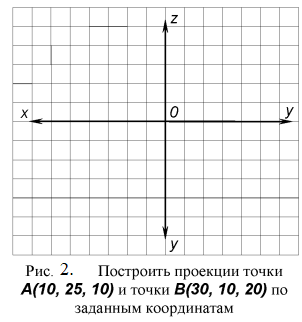 z
x 0 y
y
Рис. 2. Построить проекции точки
A(10, 25, 10) и точки B(30, 10, 20) по
заданным координатам